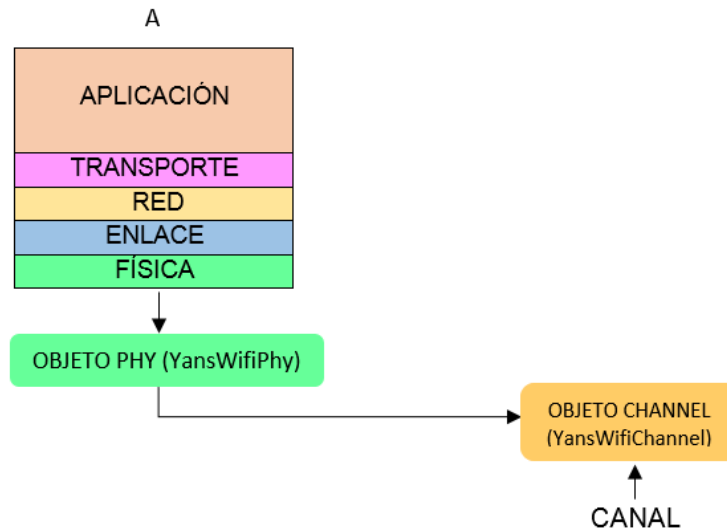 A
APLICACIÓN
TRANSPORTE
RED
ENLACE
FÍSICA
OBJETO PHY (YansWifiPhy)
OBJETO CHANNEL
(YansWifiChannel)
CANAL